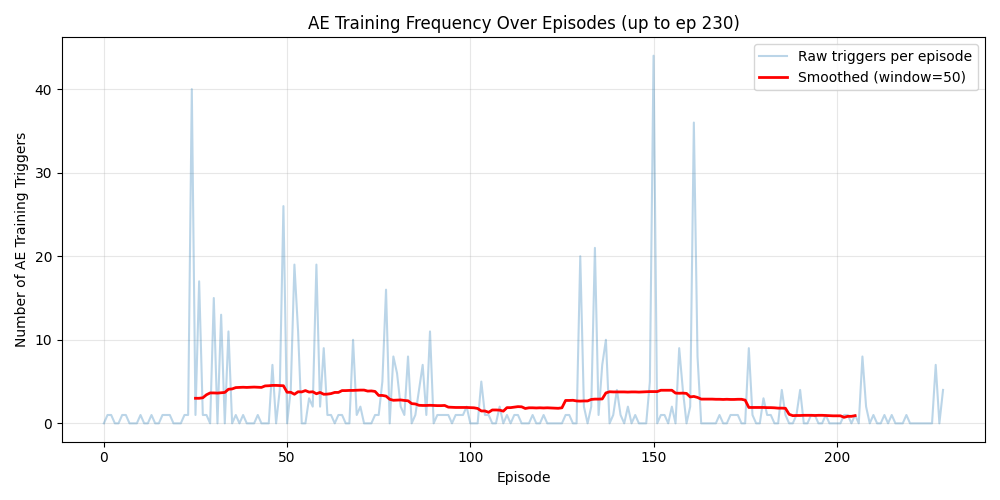 AE Training Frequency Over Episodes (up to ep 230)
Raw triggers per episode
Smoothed (window=50)
Number of AE Training Triggers
40
30
20
10
0
0 50 100 150 200
Episode